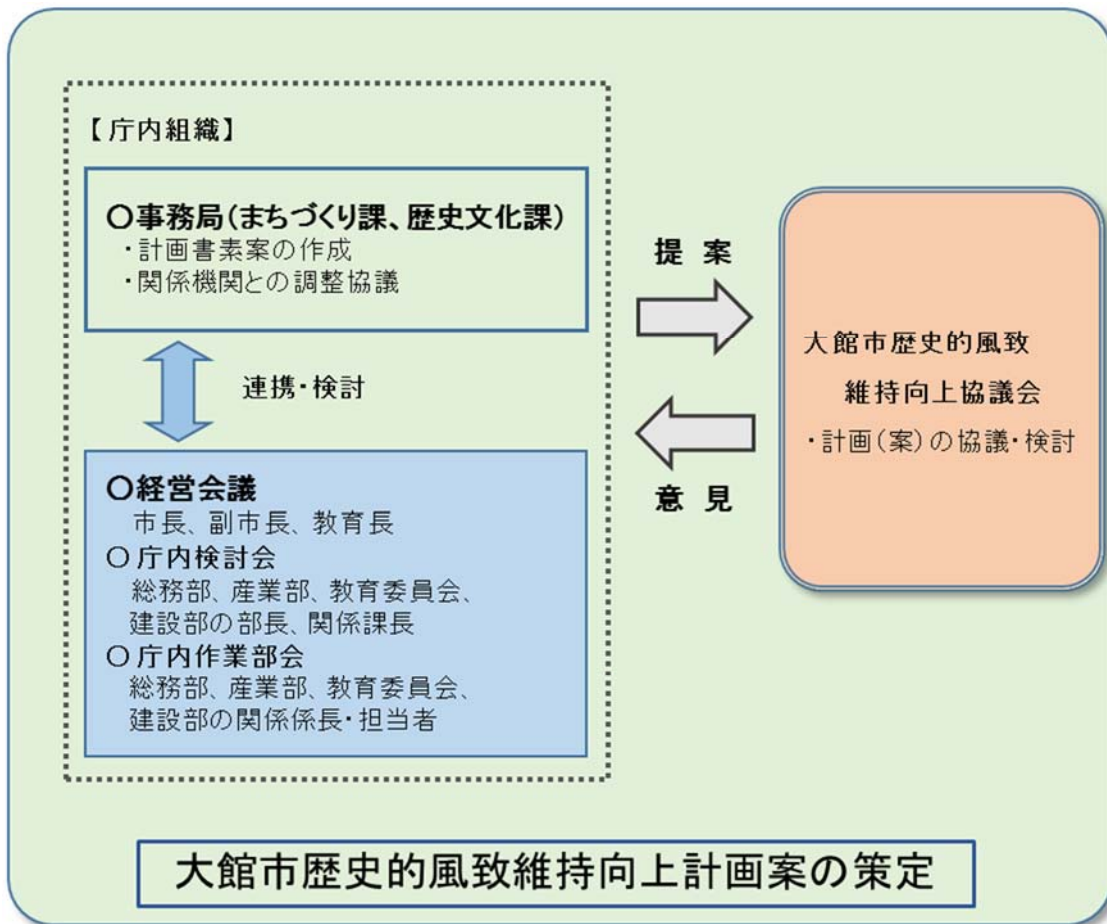 【庁内組織】
○事務局(まちづくり課、歴史文化課)
・計画書素案の作成
・関係機関との調整協議
連携・検討
○経営会議
市長、副市長、教育長
○庁内検討会
総務部、産業部、教育委員会、
建設部の部長、関係課長
○庁内作業部会
総務部、産業部、教育委員会、
建設部の関係係長・担当者
提 案
意 見
大館市歴史的風致
維持向上協議会
・計画(案)の協議・検討
大館市歴史的風致維持向上計画案の策定